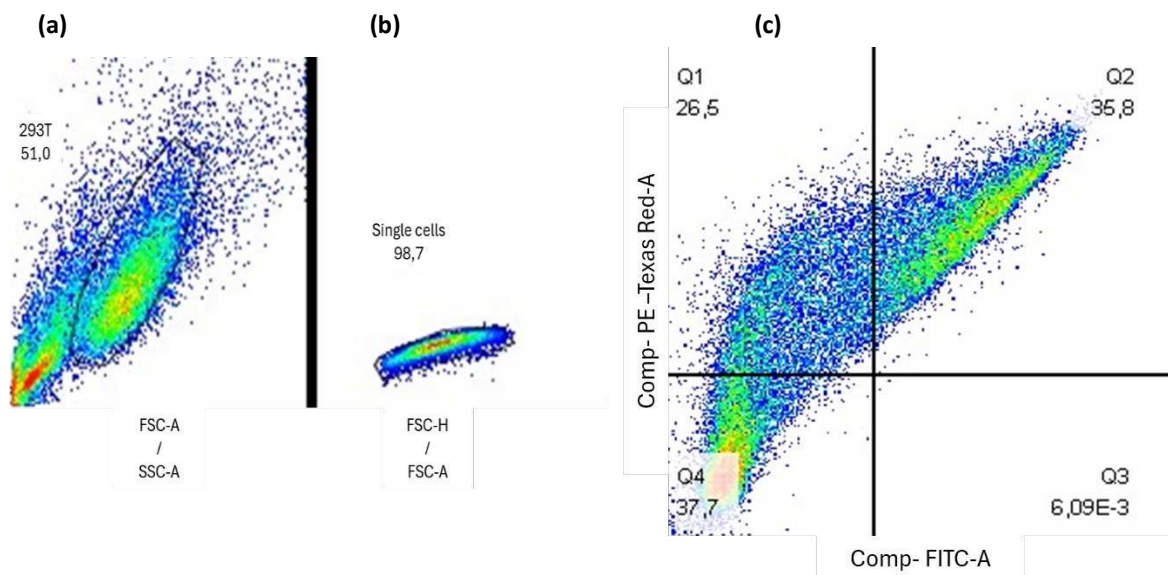 (a)
(b)
(c)
293T
51,0
FSC-A
/
SSC-A
Single cells
98,7
FSC-H
/
FSC-A
Comp- PE –Texas Red-A
Q1
26,5
Q2
35,8
Q4
37,7
Q3
6,09E-3
Comp- FITC-A